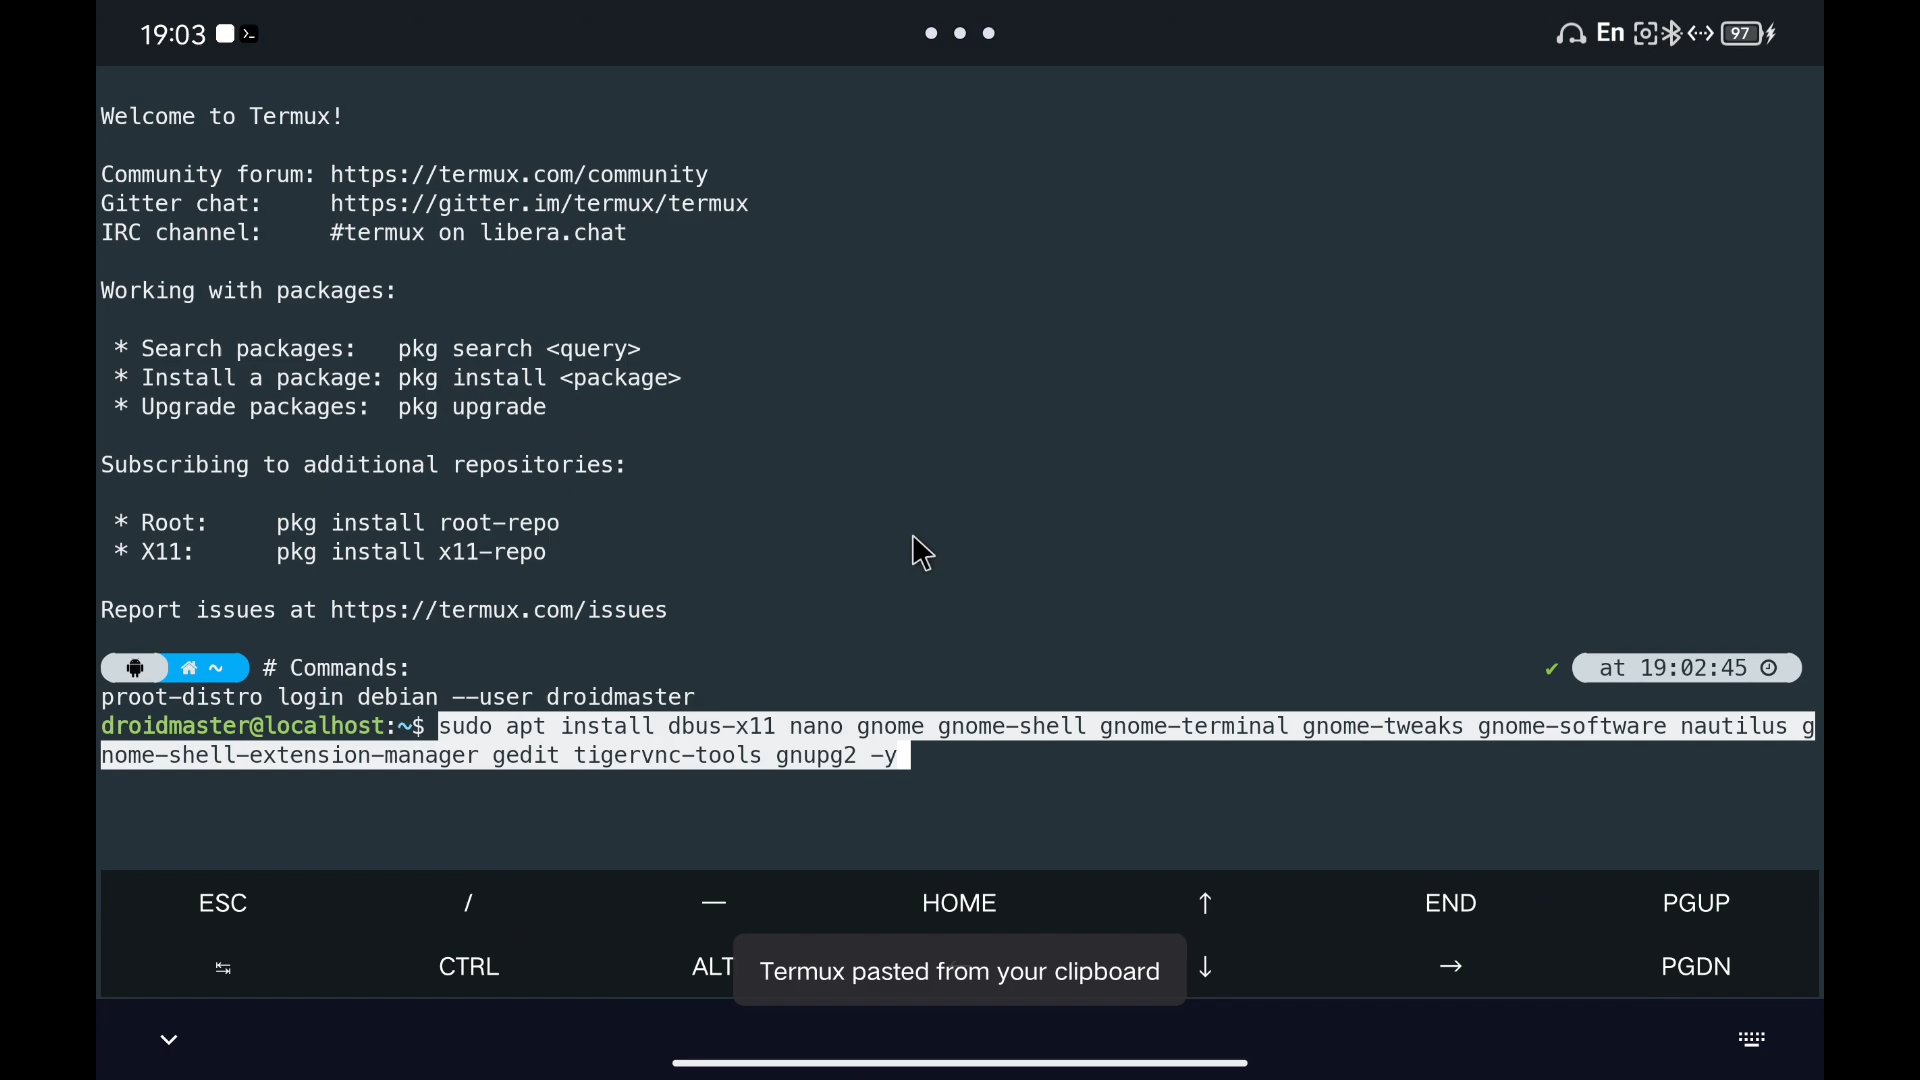 19:03
En
97
Welcome to Termux!
Community forum: https://termux.com/community
Gitter chat: https://gitter.im/termux/termux
IRC channel: #termux on libera.chat
Working with packages:
* Search packages: pkg search <query>
* Install a package: pkg install <package>
* Upgrade packages: pkg upgrade
Subscribing to additional repositories:
* Root: pkg install root-repo
* X11: pkg install x11-repo
Report issues at https://termux.com/issues
~ # Commands: ✔ at 19:02:45
proot-distro login debian --user droidmaster
droidmaster@localhost:~$ sudo apt install dbus-x11 nano gnome gnome-shell gnome-terminal gnome-tweaks gnome-software nautilus g
nome-shell-extension-manager gedit tigervnc-tools gnupg2 -y
ESC / — HOME ↑ END PGUP
↹ CTRL ALT ↓ → PGDN
Termux pasted from your clipboard